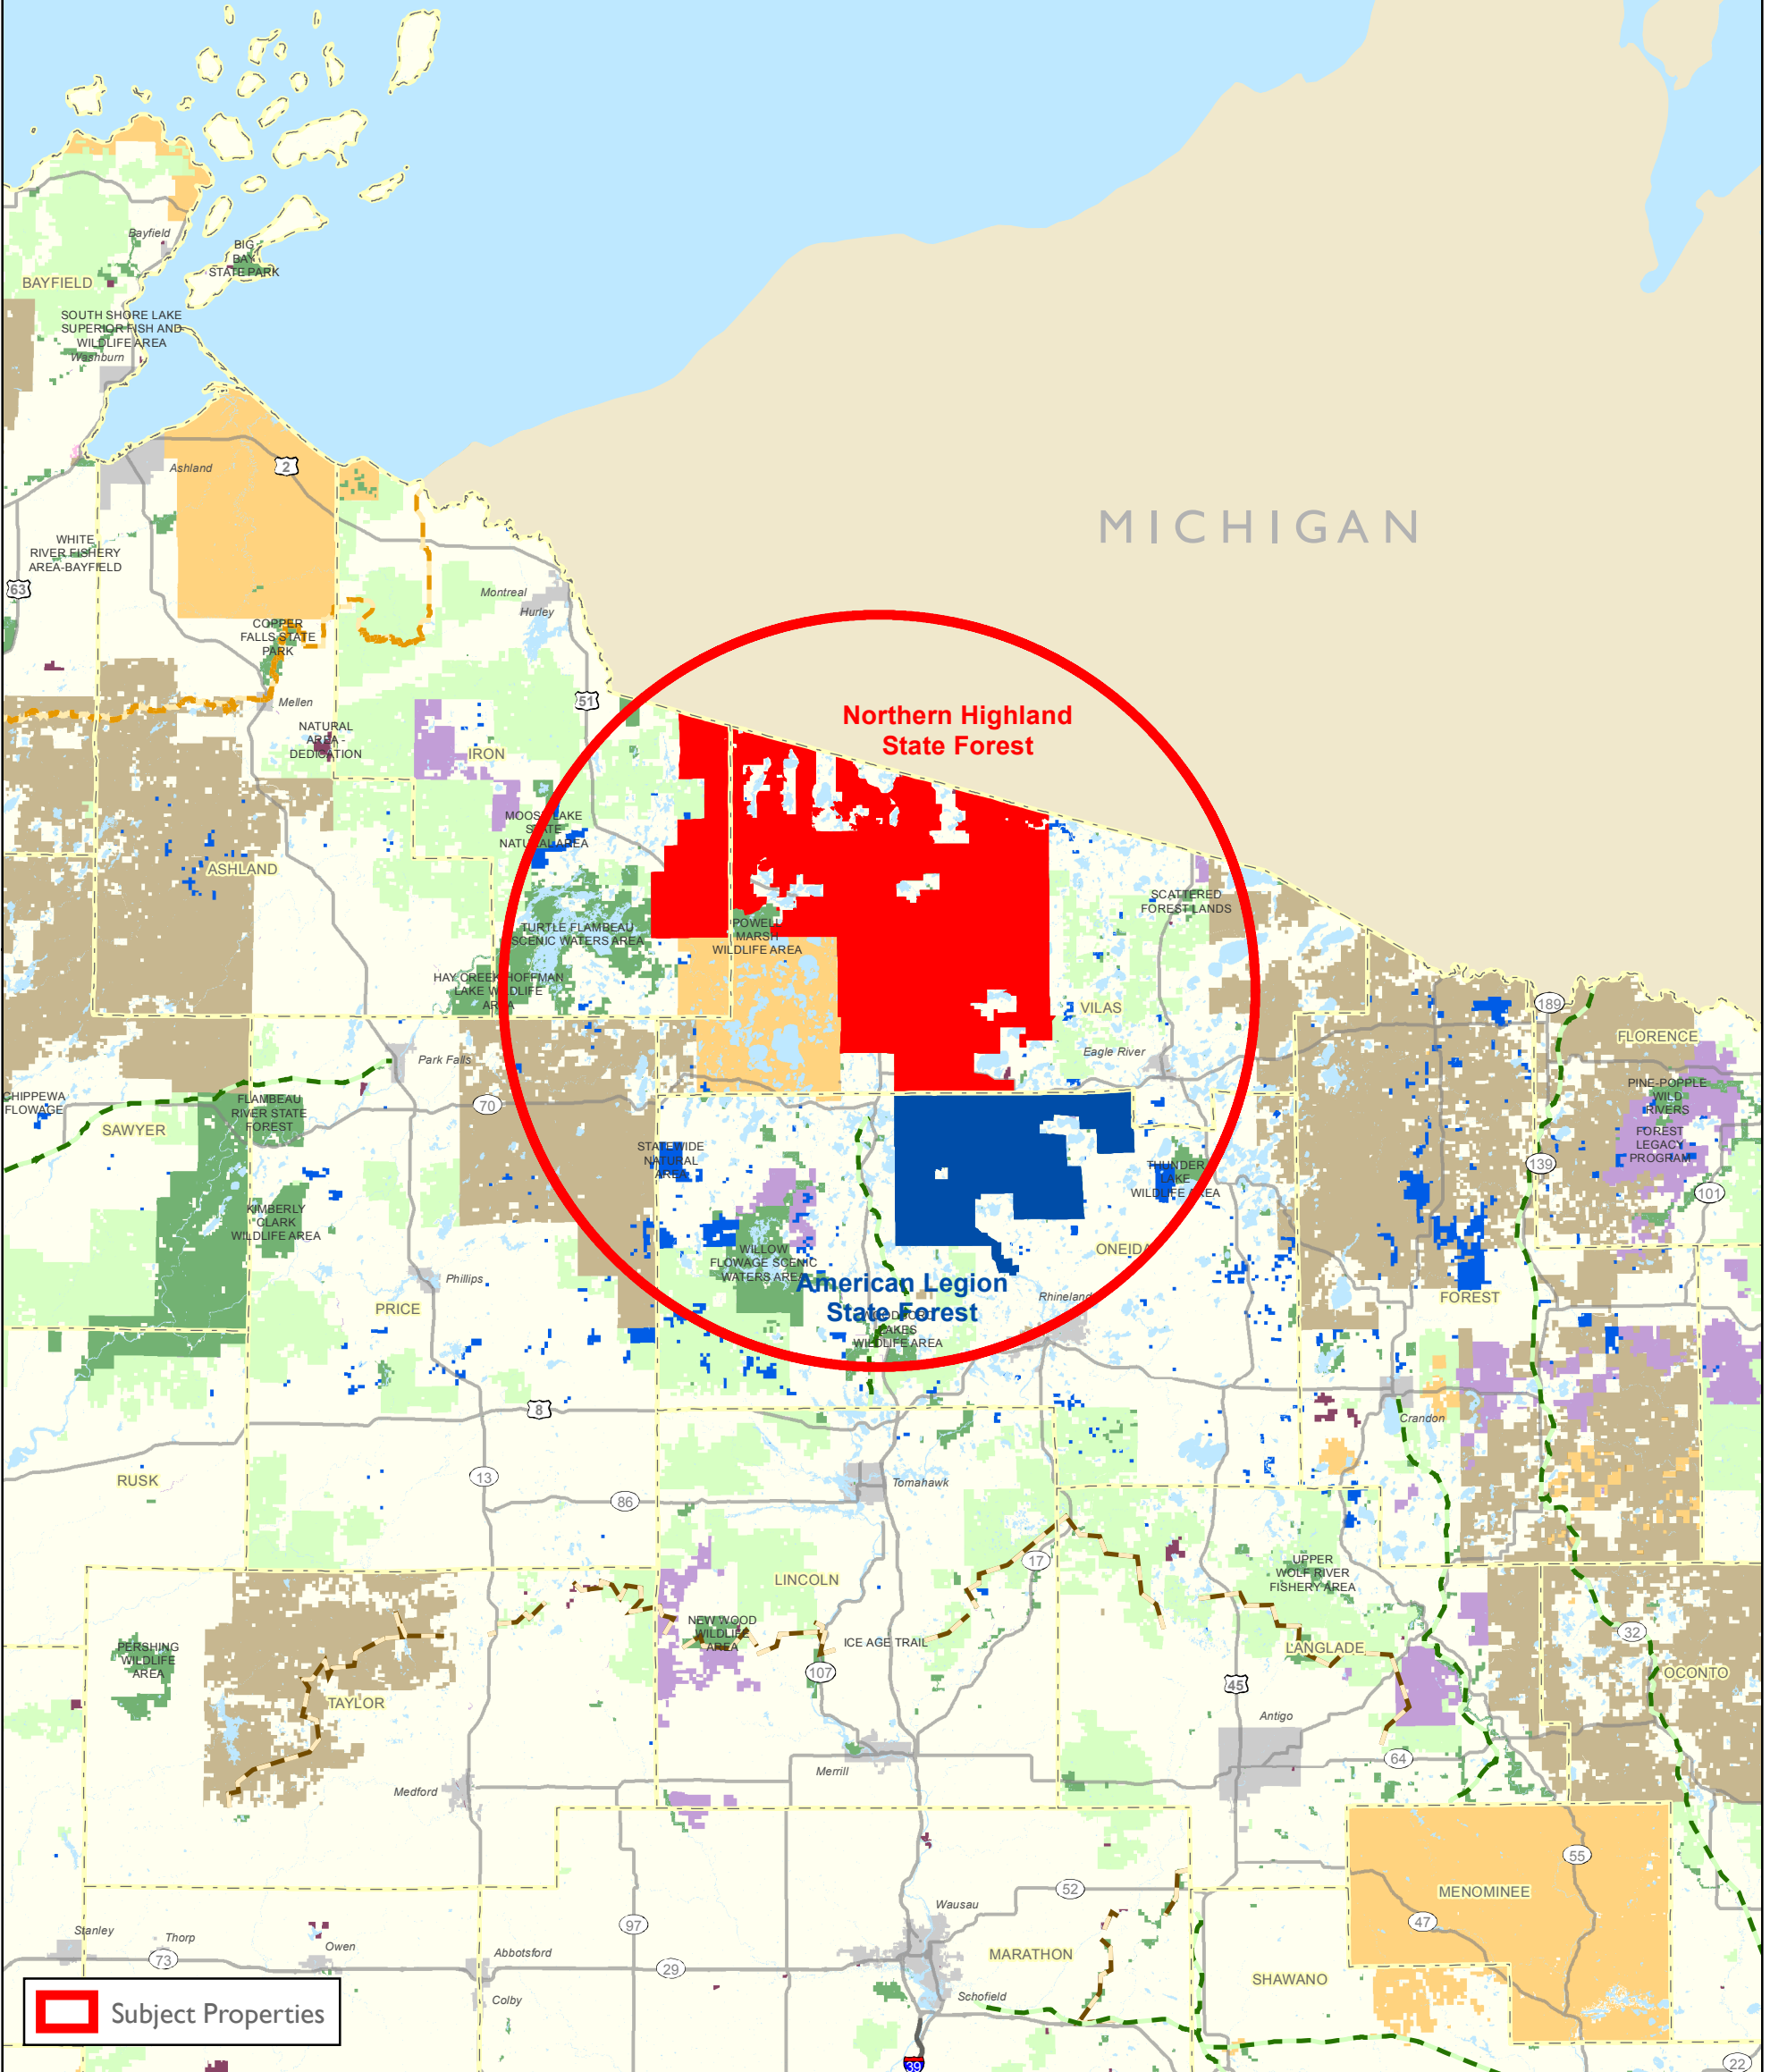 Bayfield
BIG
BAY
STATE PARK
BAYFIELD
SOUTH SHORE LAKE
SUPERIOR FISH AND
WILDLIFE AREA
Washburn
Ashland
2
MICHIGAN
WHITE
RIVER FISHERY
AREA-BAYFIELD
63
Montreal
Hurley
COPPER
FALLS STATE
PARK
Mellen
51
NATURAL
AREA -
DEDICATION
IRON
Northern Highland
State Forest
MOOSE LAKE
STATE
NATURAL AREA
ASHLAND
SCATTERED
FOREST LANDS
TURTLE FLAMBEAU
SCENIC WATERS AREA
POWELL
MARSH
WILDLIFE AREA
HAY CREEK-HOFFMAN
LAKE WILDLIFE
AREA
VILAS
189
FLORENCE
Park Falls
Eagle River
CHIPPEWA
FLOWAGE
FLAMBEAU
RIVER STATE
FOREST
70
PINE-POPPLE
WILD
RIVERS
SAWYER
STATEWIDE
NATURAL
AREA
FOREST
LEGACY
PROGRAM
139
THUNDER
LAKE
WILDLIFE AREA
101
KIMBERLY
CLARK
WILDLIFE AREA
WILLOW
FLOWAGE SCENIC
WATERS AREA
ONEIDA
Phillips
American Legion
State Forest
Rhineland
PRICE
FOREST
LAKES
WILDLIFE AREA
8
Crandon
RUSK
13
Tomahawk
86
17
UPPER
WOLF RIVER
FISHERY AREA
LINCOLN
NEW WOOD
WILDLIFE
AREA
ICE AGE TRAIL
32
PERSHING
WILDLIFE
AREA
LANGLADE
107
OCONTO
45
TAYLOR
Antigo
64
Merrill
Medford
55
52
MENOMINEE
Wausau
97
47
Stanley
Thorp
Owen
Abbotsford
MARATHON
73
29
SHAWANO
Colby
Schofield
Subject Properties
39
22